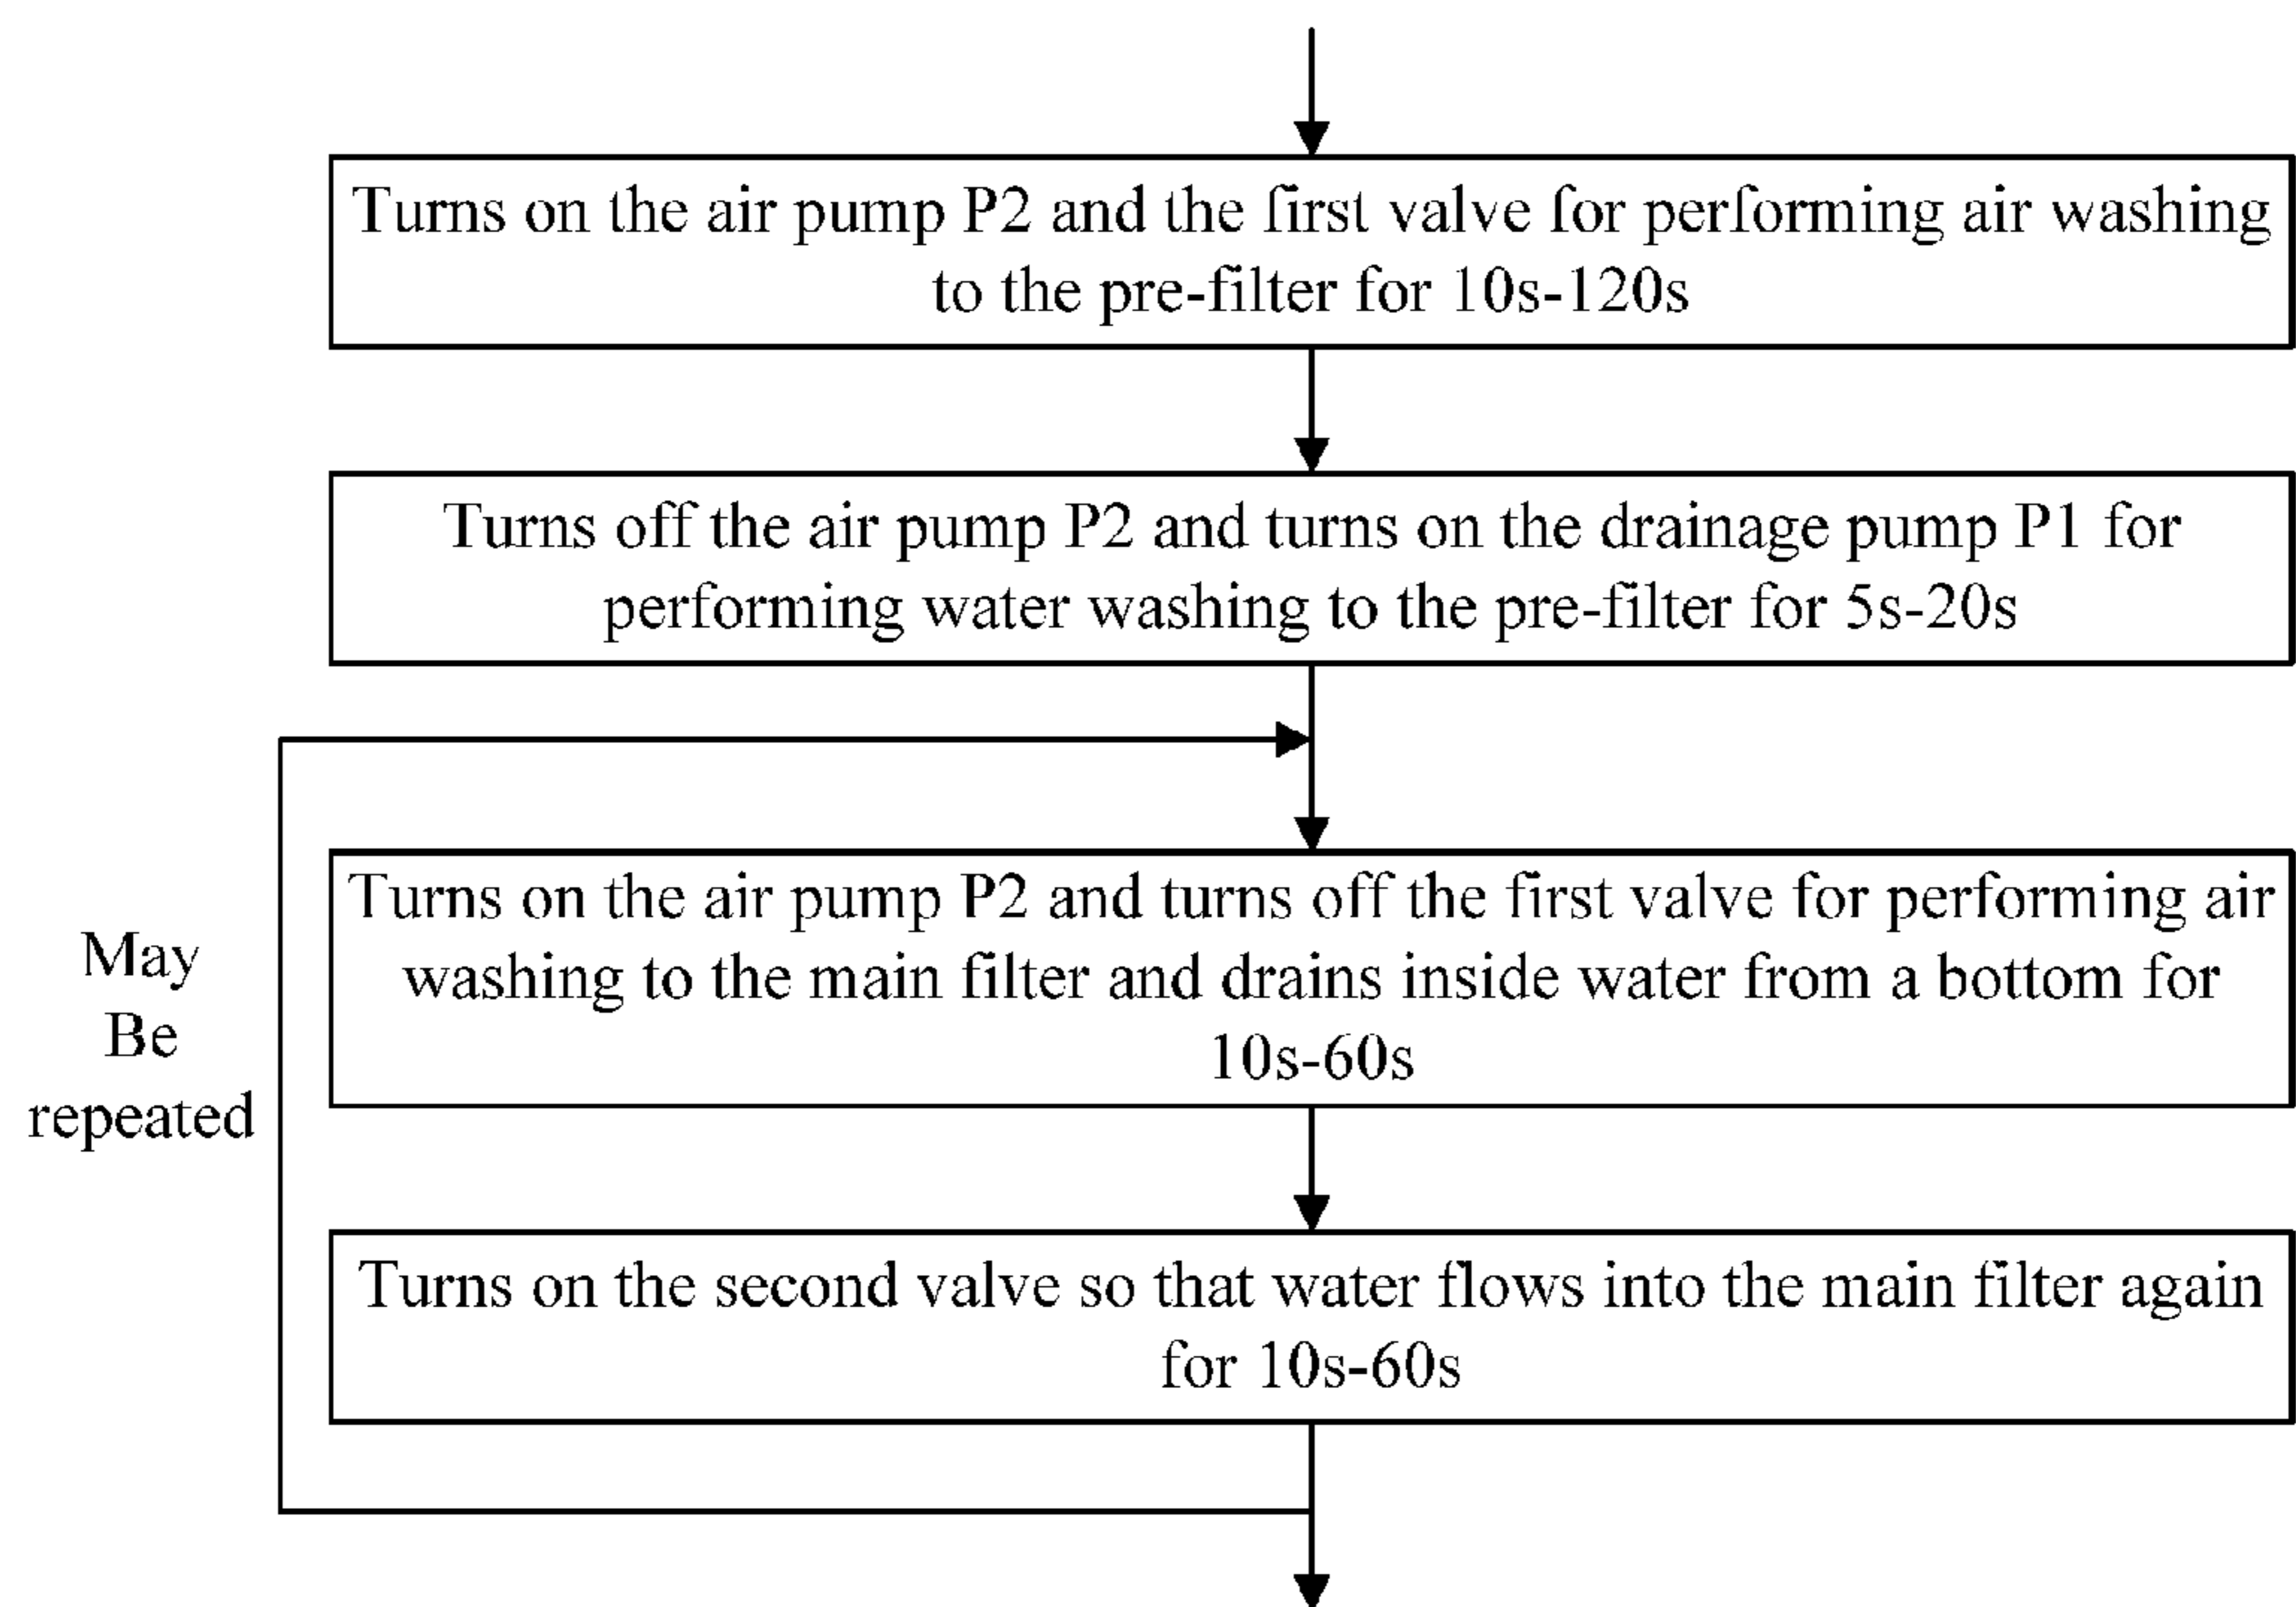 Turns on the air pump P2 and the first valve for performing air washing
to the pre-filter for 10s-120s
Turns off the air pump P2 and turns on the drainage pump P1 for
performing water washing to the pre-filter for 5s-20s
May
Be
repeated
Turns on the air pump P2 and turns off the first valve for performing air
washing to the main filter and drains inside water from a bottom for
10s-60s
Turns on the second valve so that water flows into the main filter again
for 10s-60s